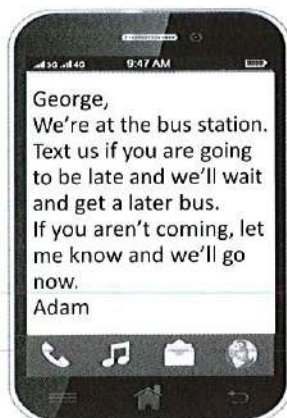 3G 4G 9:47 AM
George,
We're at the bus station.
Text us if you are going
to be late and we'll wait
and get a later bus.
If you aren't coming, let
me know and we'll go
now.
Adam